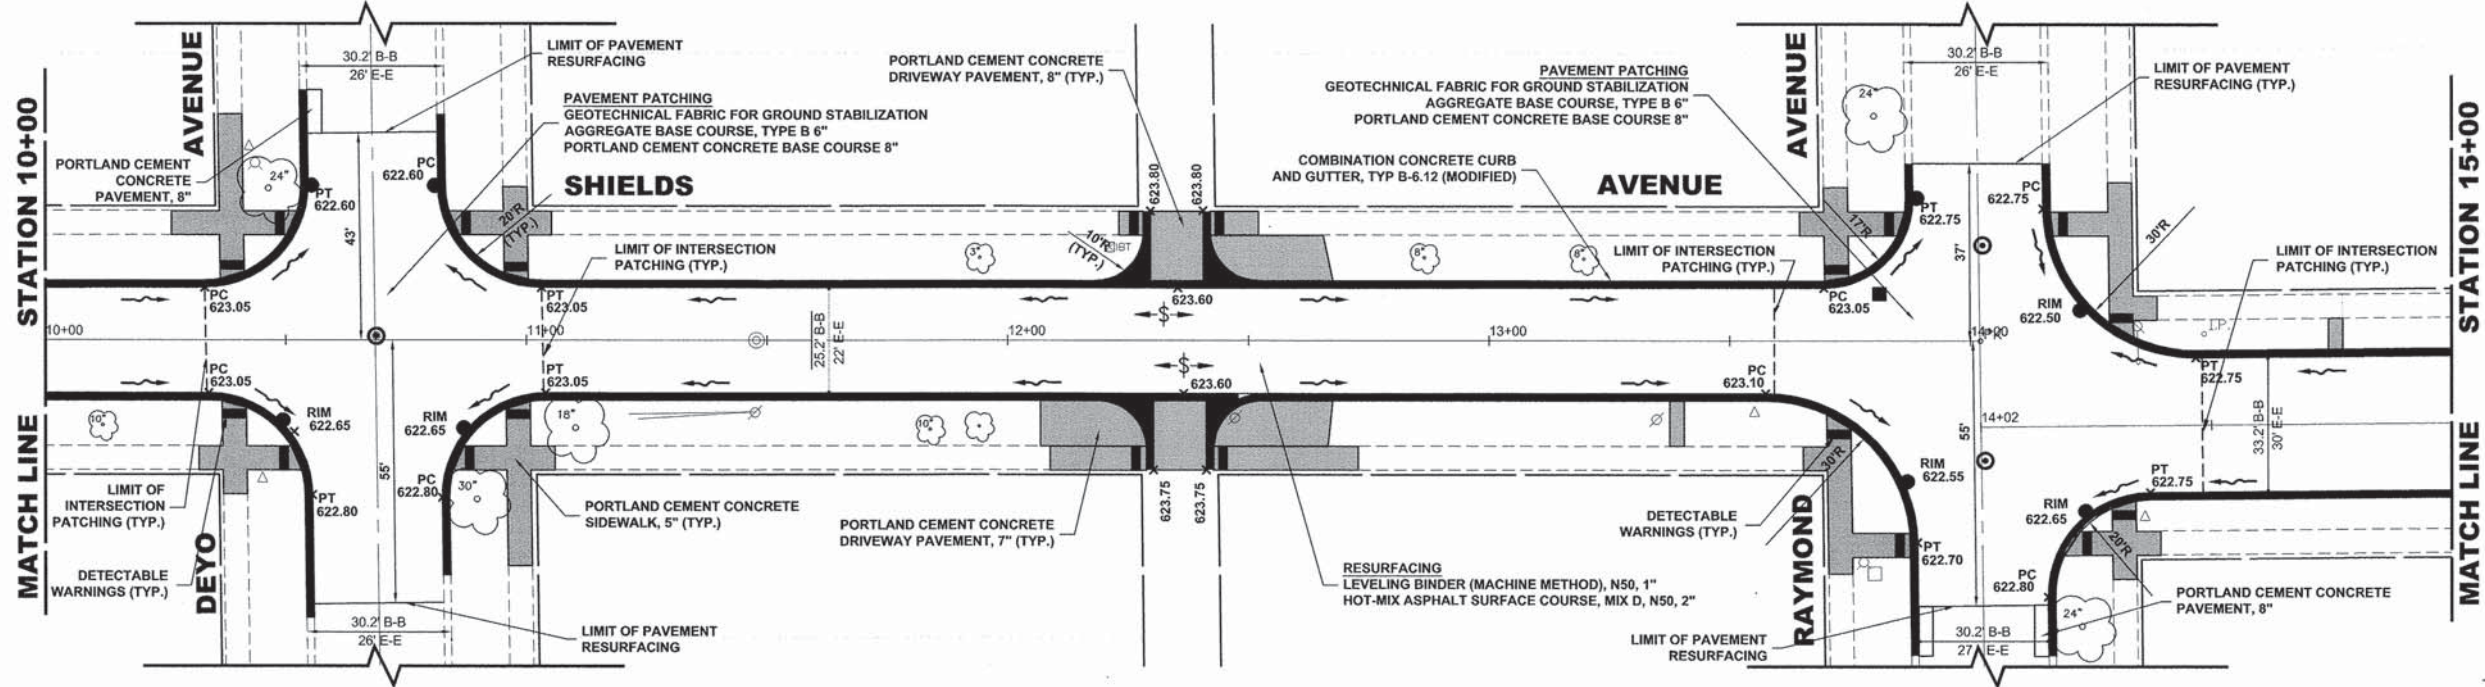 STATION 10+00
MATCH LINE
AVENUE
30.2' B-B
26' E-E
LIMIT OF PAVEMENT
RESURFACING
PAVEMENT PATCHING
GEOTECHNICAL FABRIC FOR GROUND STABILIZATION
AGGREGATE BASE COURSE, TYPE B 6"
PORTLAND CEMENT CONCRETE BASE COURSE 8"
PORTLAND CEMENT
CONCRETE
PAVEMENT, 8"
24"
PT
622.60
PC
622.60
43'
SHIELDS
20'R
(TYP.)
LIMIT OF INTERSECTION
PATCHING (TYP.)
PC
623.05
PT
623.05
10+00
11+00
PC
623.05
PT
623.05
10"
RIM
622.65
RIM
622.65
18"
PT
622.80
PC
622.80
30"
55'
LIMIT OF
INTERSECTION
PATCHING (TYP.)
DETECTABLE
WARNINGS (TYP.)
DEYO
PORTLAND CEMENT CONCRETE
SIDEWALK, 5" (TYP.)
30.2' B-B
26' E-E
LIMIT OF PAVEMENT
RESURFACING
PORTLAND CEMENT CONCRETE
DRIVEWAY PAVEMENT, 8" (TYP.)
623.80
623.80
3"
10'R
(TYP.)
623.60
$
12+00
25.2' B-B
22' E-E
$
623.60
10"
623.75
623.75
PORTLAND CEMENT CONCRETE
DRIVEWAY PAVEMENT, 7" (TYP.)
RESURFACING
LEVELING BINDER (MACHINE METHOD), N50, 1"
HOT-MIX ASPHALT SURFACE COURSE, MIX D, N50, 2"
PAVEMENT PATCHING
GEOTECHNICAL FABRIC FOR GROUND STABILIZATION
AGGREGATE BASE COURSE, TYPE B 6"
PORTLAND CEMENT CONCRETE BASE COURSE 8"
COMBINATION CONCRETE CURB
AND GUTTER, TYP B-6.12 (MODIFIED)
AVENUE
8"
8"
LIMIT OF INTERSECTION
PATCHING (TYP.)
13+00
AVENUE
30.2' B-B
26' E-E
24"
LIMIT OF PAVEMENT
RESURFACING (TYP.)
17'R
PT
622.75
PC
622.75
37'
30'R
PC
623.05
RIM
622.50
LIMIT OF INTERSECTION
PATCHING (TYP.)
I.P.
14+00
PT
622.75
PC
623.10
14+02
33.2' B-B
30' E-E
55'
30'R
RIM
622.55
PT
622.75
RIM
622.65
20'R
DETECTABLE
WARNINGS (TYP.)
PT
622.70
PC
622.80
RAYMOND
24"
PORTLAND CEMENT CONCRETE
PAVEMENT, 8"
LIMIT OF PAVEMENT
RESURFACING
30.2' B-B
27' E-E
STATION 15+00
MATCH LINE